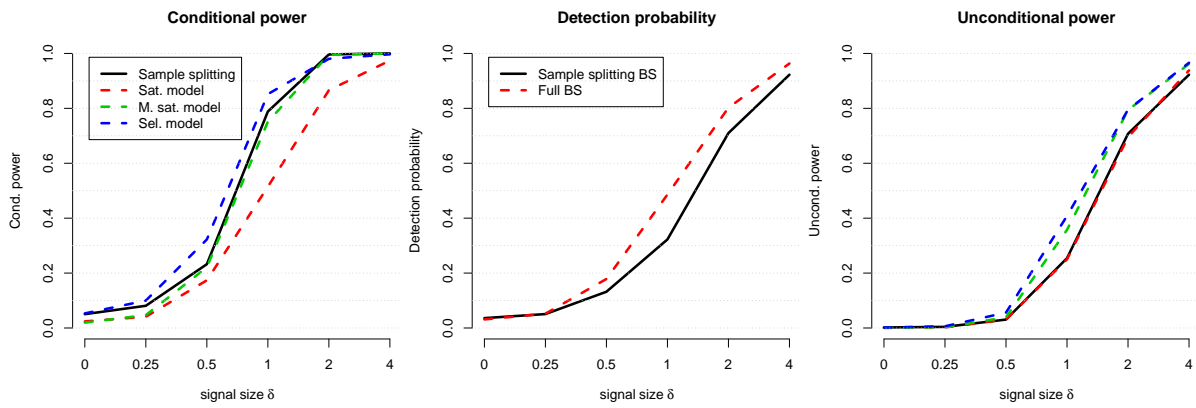 Conditional power
Cond. power
0.0 0.2 0.4 0.6 0.8 1.0
Sample splitting
Sat. model
M. sat. model
Sel. model
0 0.25 0.5 1 2 4
signal size δ
Detection probability
Detection probability
0.0 0.2 0.4 0.6 0.8 1.0
Sample splitting BS
Full BS
0 0.25 0.5 1 2 4
signal size δ
Unconditional power
Uncond. power
0.0 0.2 0.4 0.6 0.8 1.0
0 0.25 0.5 1 2 4
signal size δ